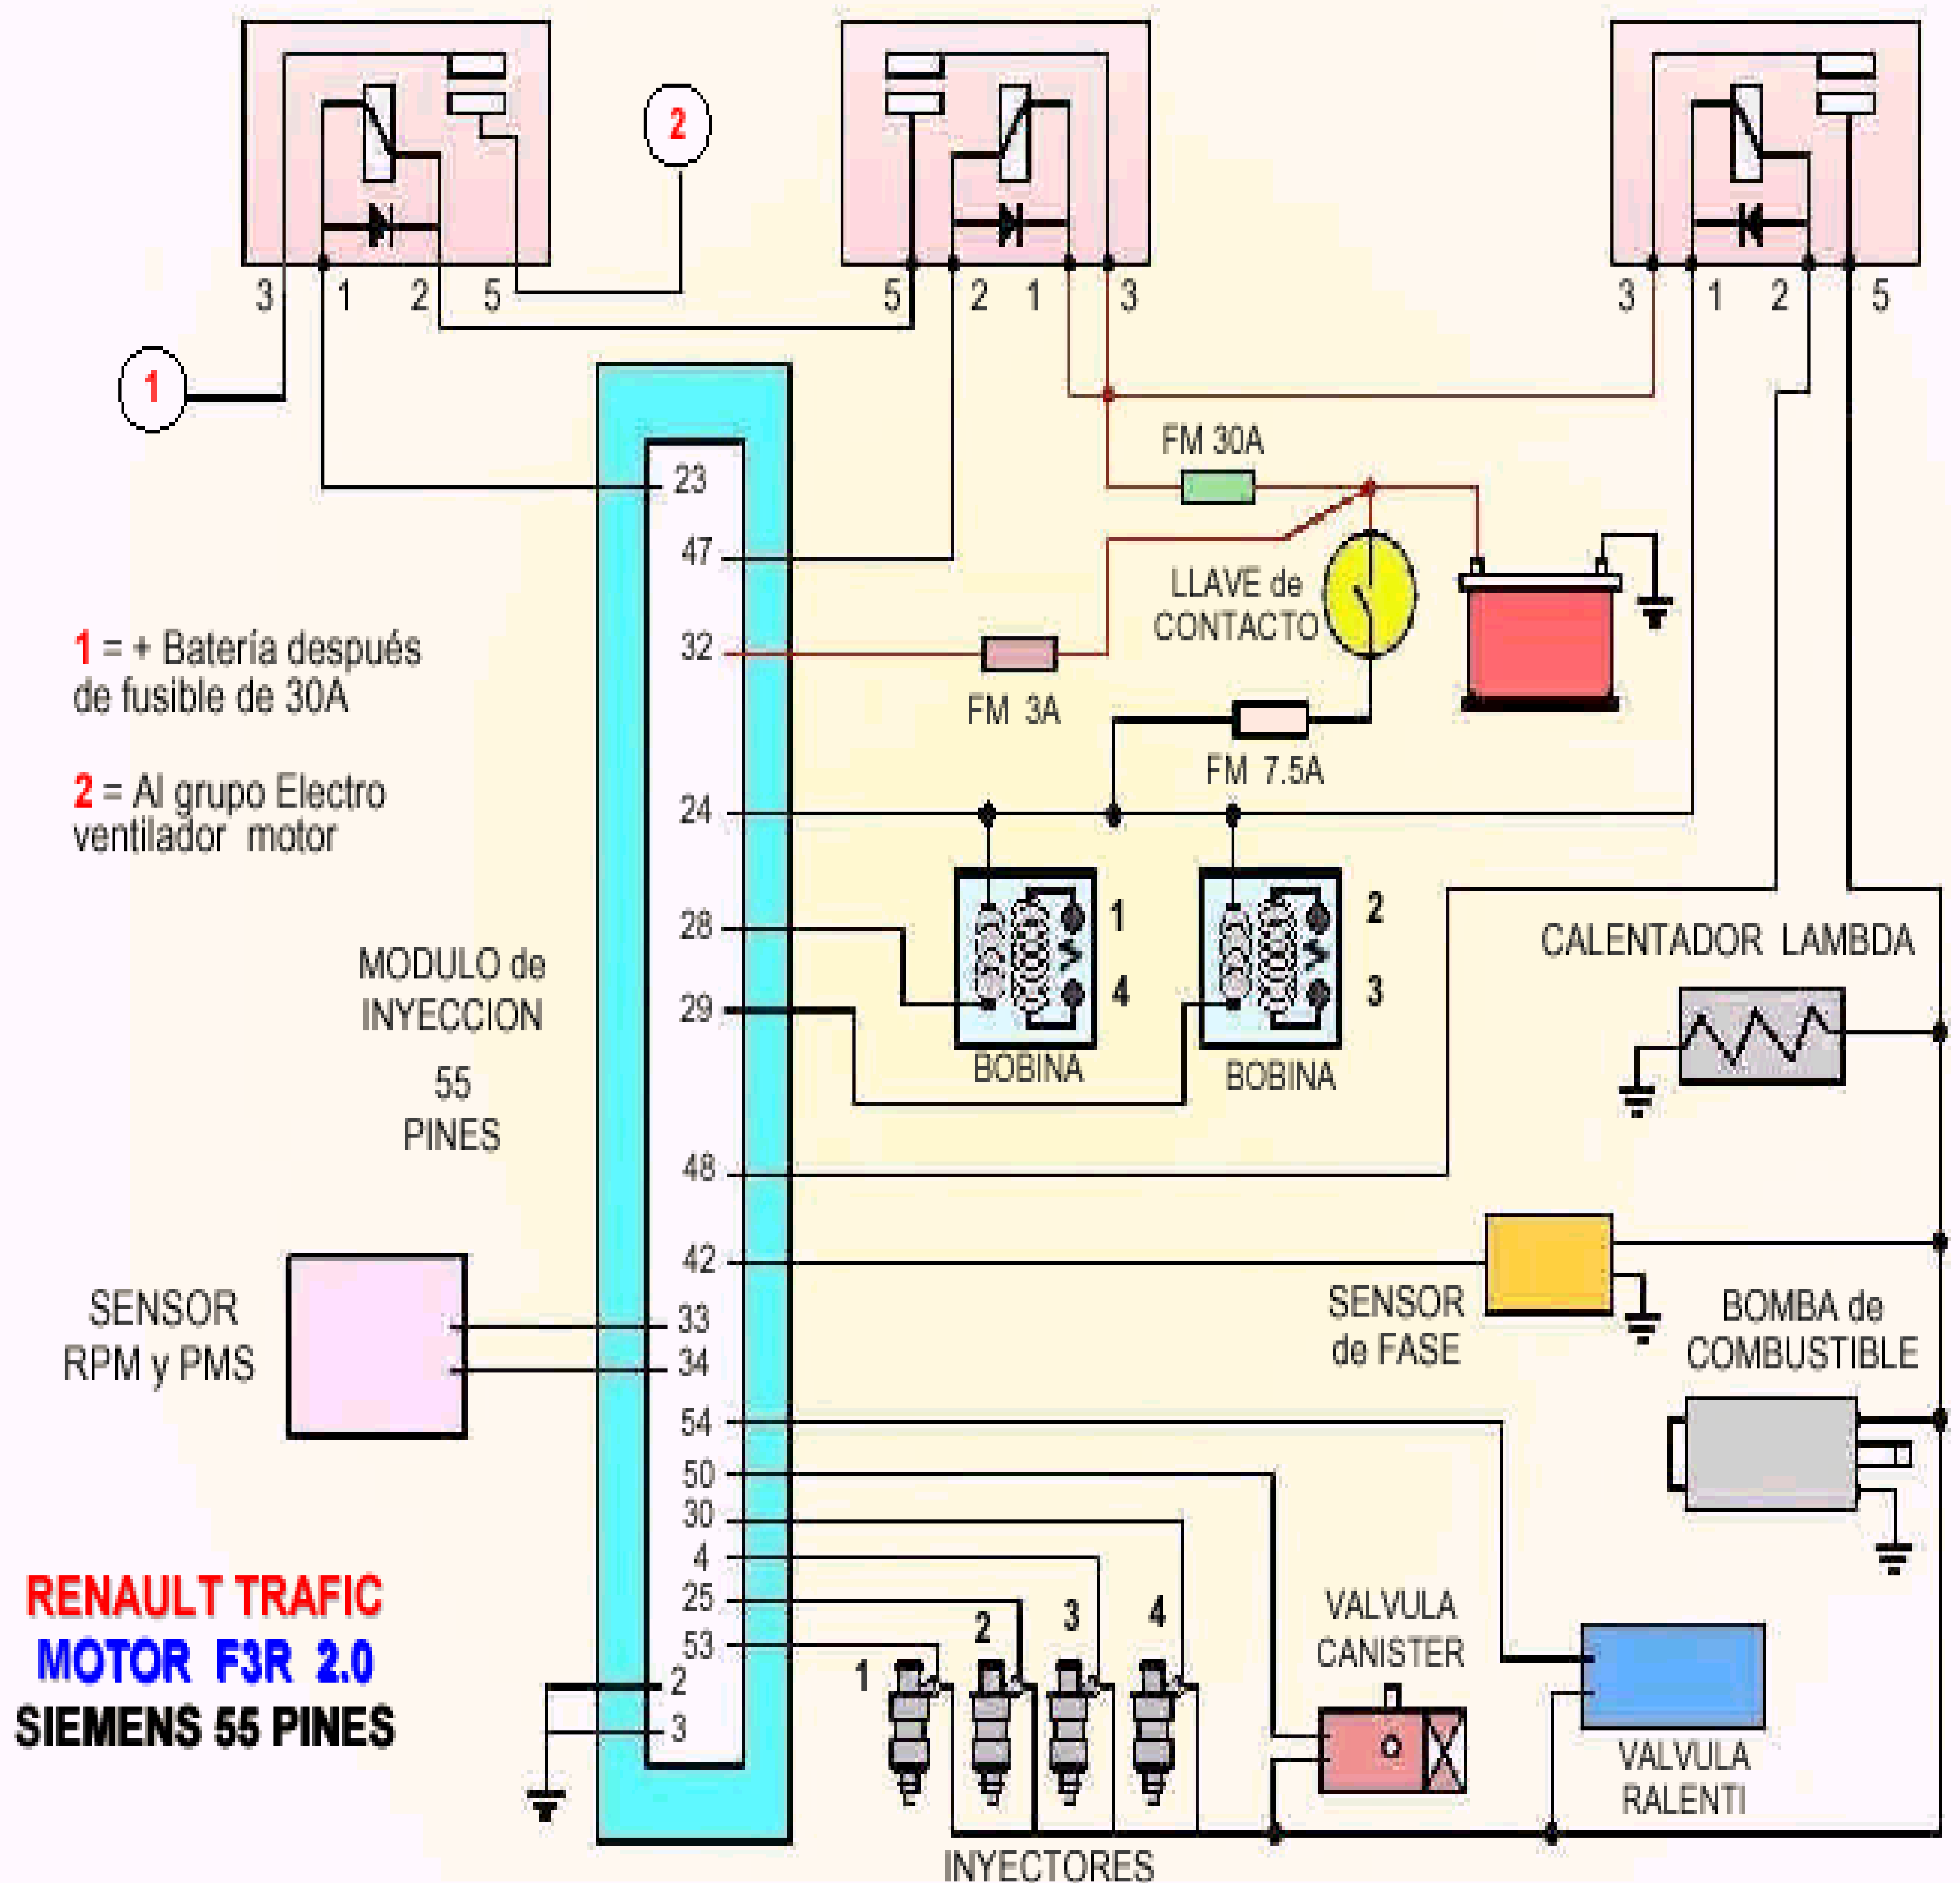 2
3 1 2 5
5 2 1 3
3 1 2 5
1
FM 30A
23
47
LLAVE de
CONTACTO
1 = + Batería después
de fusible de 30A
32
FM 3A
FM 7.5A
2 = Al grupo Electro
ventilador motor
24
28
1
4
2
3
CALENTADOR LAMBDA
MODULO de
INYECCION
55
PINES
29
BOBINA
BOBINA
48
42
SENSOR
RPM y PMS
33
34
SENSOR
de FASE
BOMBA de
COMBUSTIBLE
54
50
30
4
25
53
2
3
RENAULT TRAFIC
MOTOR F3R 2.0
SIEMENS 55 PINES
1
2
3
4
VALVULA
CANISTER
VALVULA
RALENTI
INYECTORES